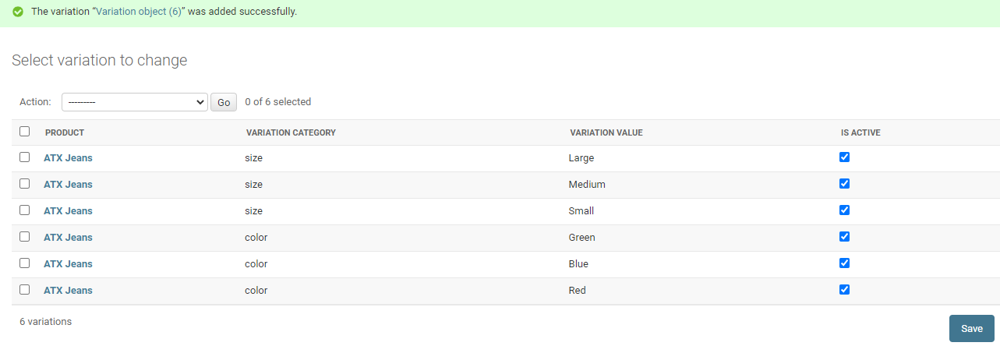 The variation “Variation object (6)” was added successfully.
Select variation to change
Action: --------- Go 0 of 6 selected
PRODUCT VARIATION CATEGORY VARIATION VALUE IS ACTIVE
ATX Jeans size Large
ATX Jeans size Medium
ATX Jeans size Small
ATX Jeans color Green
ATX Jeans color Blue
ATX Jeans color Red
6 variations
Save